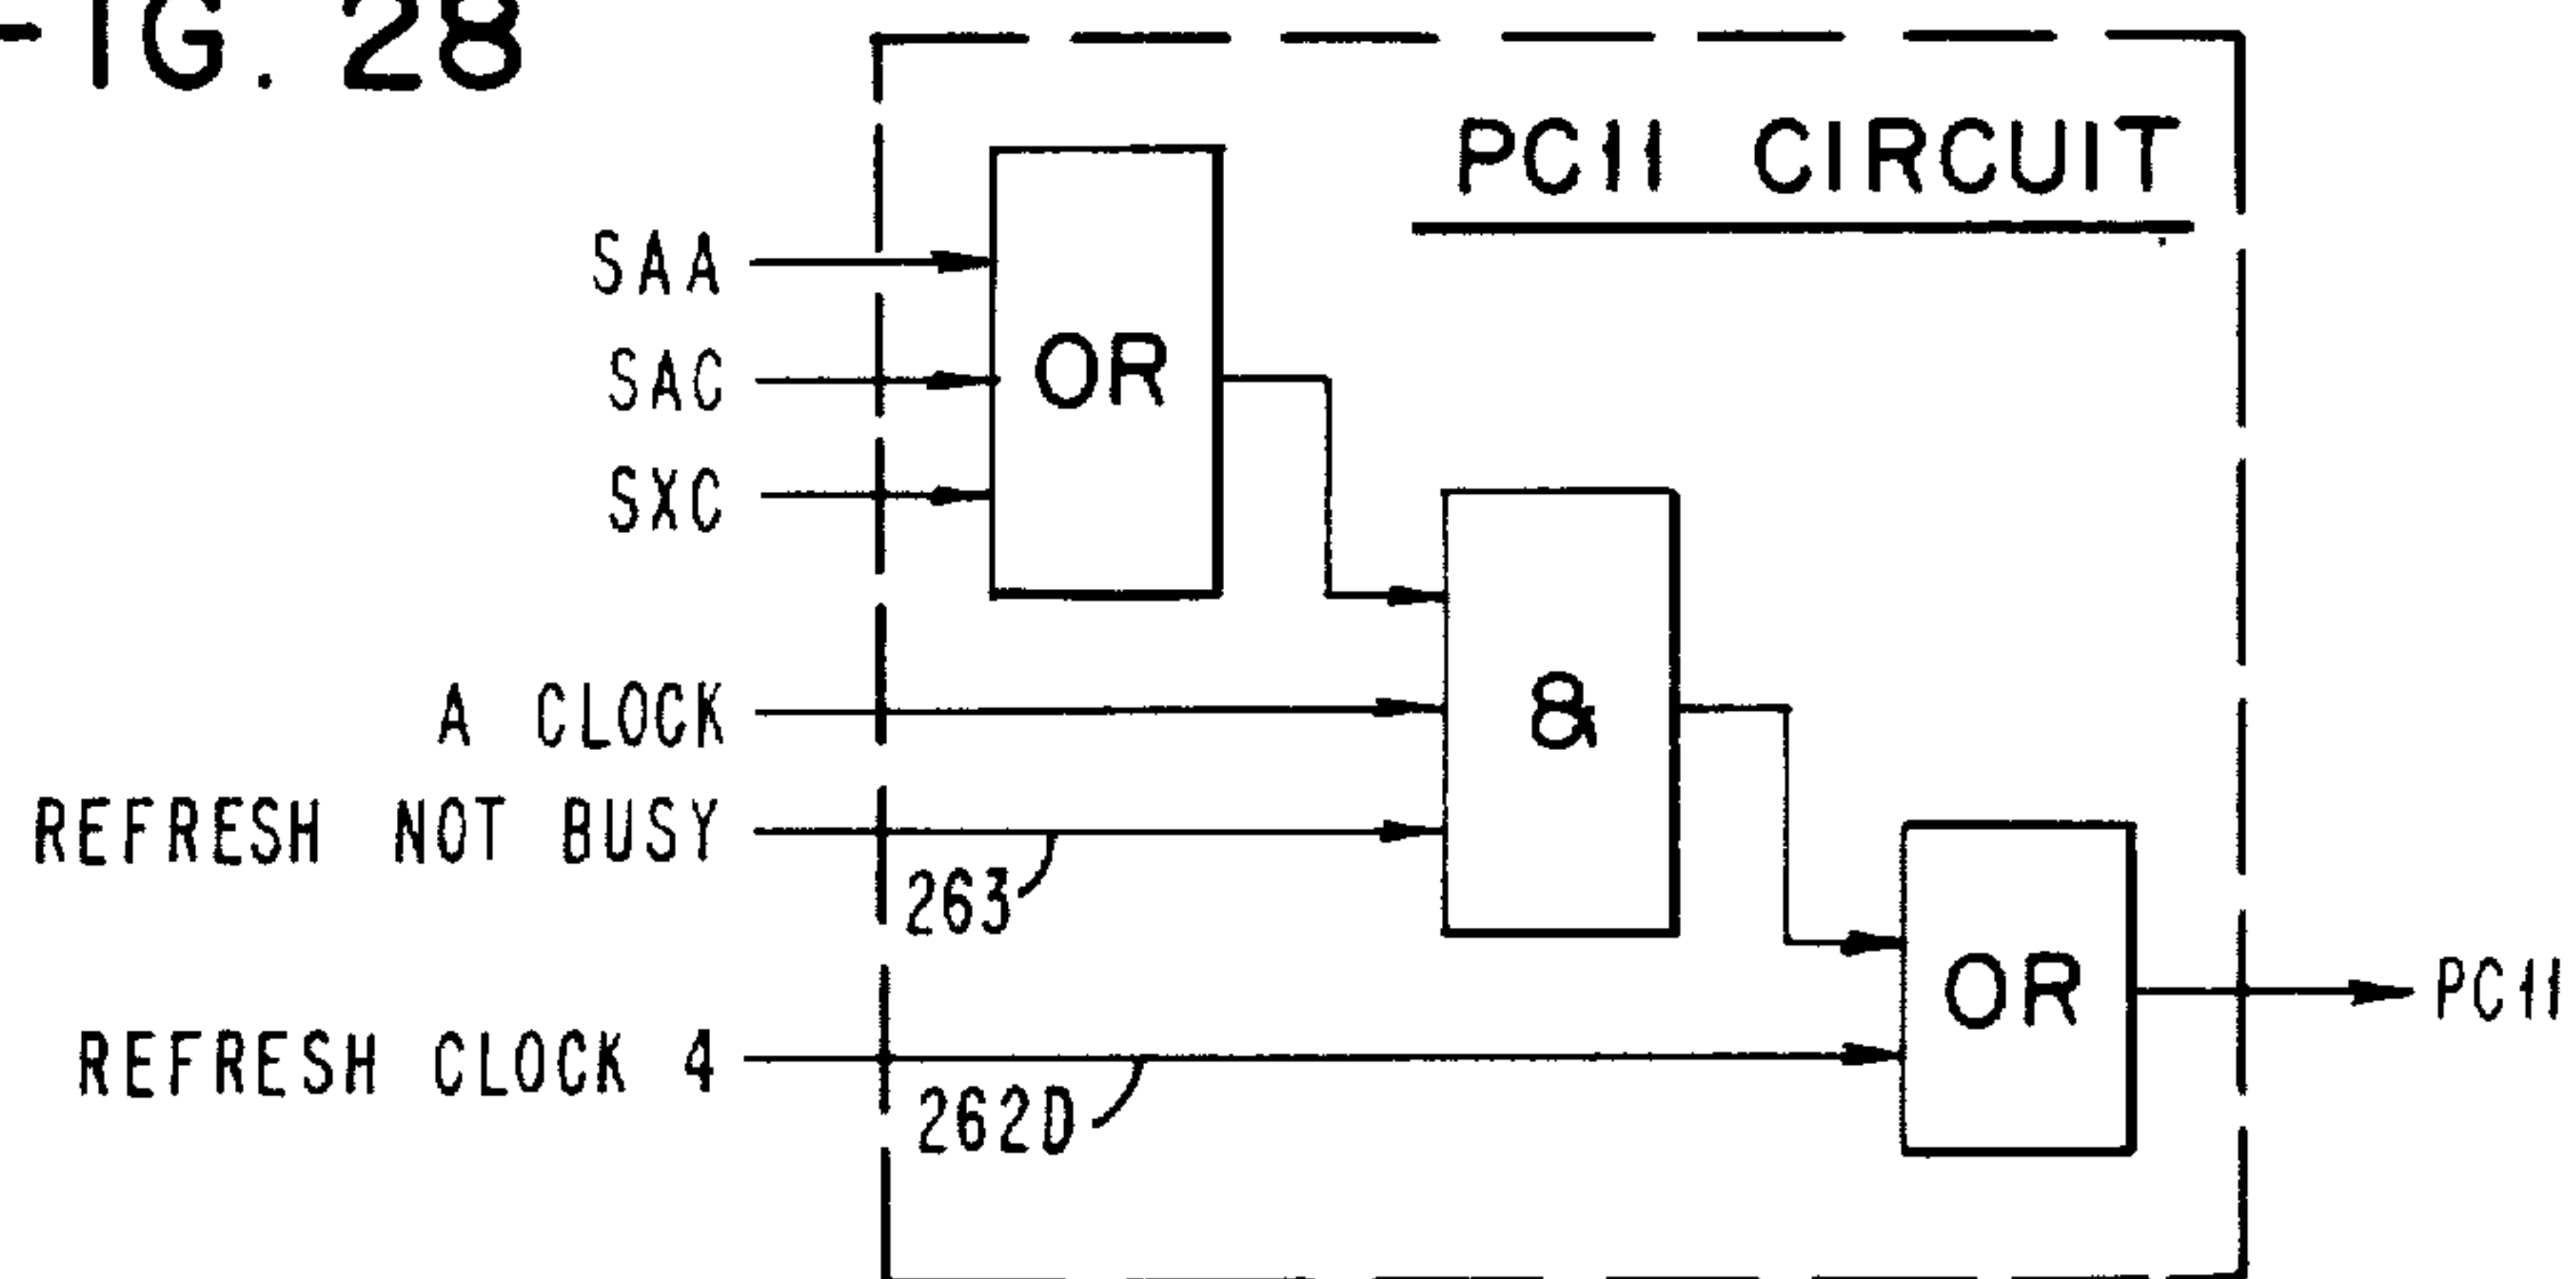 FIG. 28
PC11 CIRCUIT
SAA
SAC
SXC
OR
A CLOCK
REFRESH NOT BUSY
263
&
REFRESH CLOCK 4
262D
OR
PC11